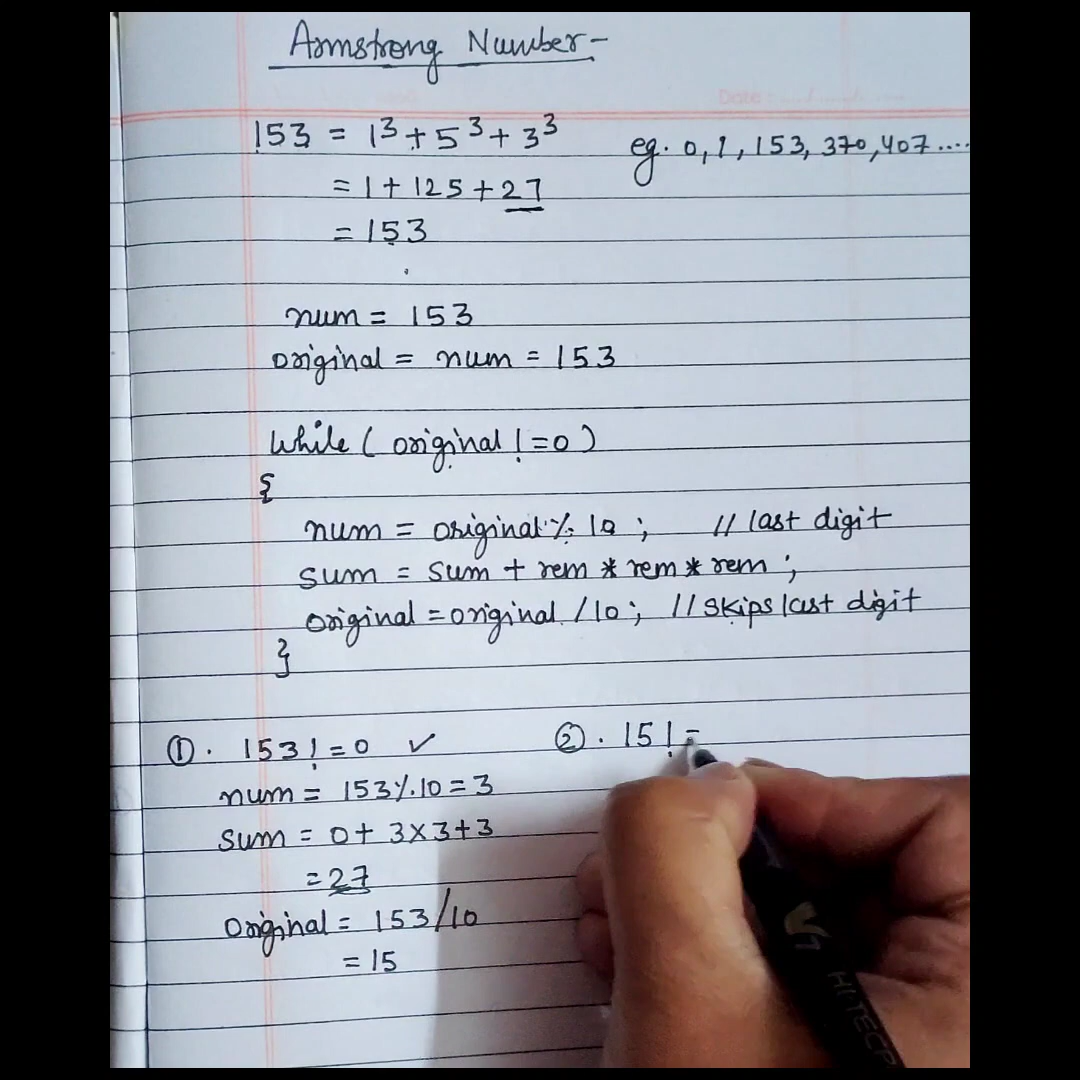 Armstrong Number-
Date :
153 = 1³ + 5³ + 3³
eg. 0, 1, 153, 370, 407 ....
= 1 + 125 + 27
= 153
num = 153
original = num = 153
while ( original != 0 )
{
num = original % 10 ; // last digit
sum = sum + rem * rem * rem ;
original = original / 10 ; // skips last digit
}
① . 153 != 0 ✓
num = 153 % 10 = 3
sum = 0 + 3 × 3 + 3
= 27
original = 153 / 10
= 15
② . 15 ! =
HI TECP